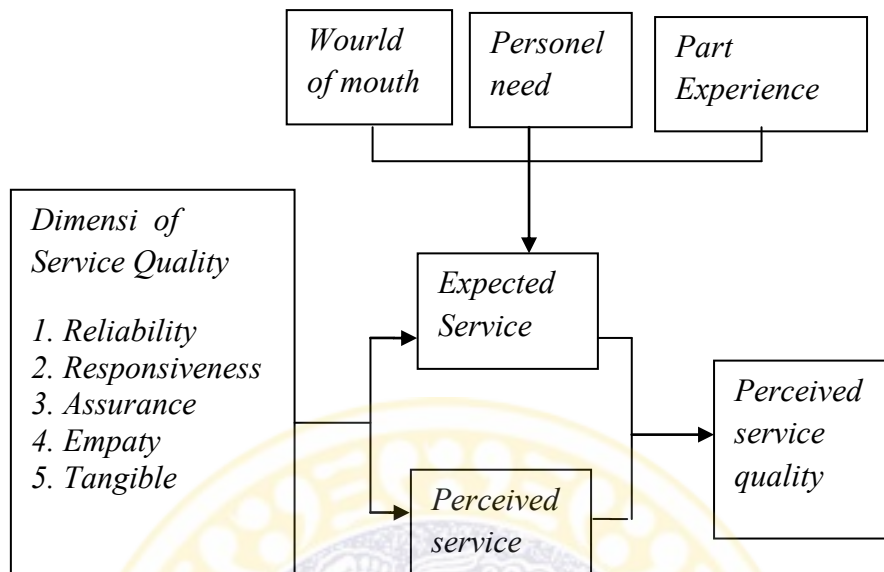 Wourld
of mouth
Personel
need
Part
Experience
Dimensi of
Service Quality
1. Reliability
2. Responsiveness
3. Assurance
4. Empaty
5. Tangible
Expected
Service
Perceived
service
Perceived
service
quality